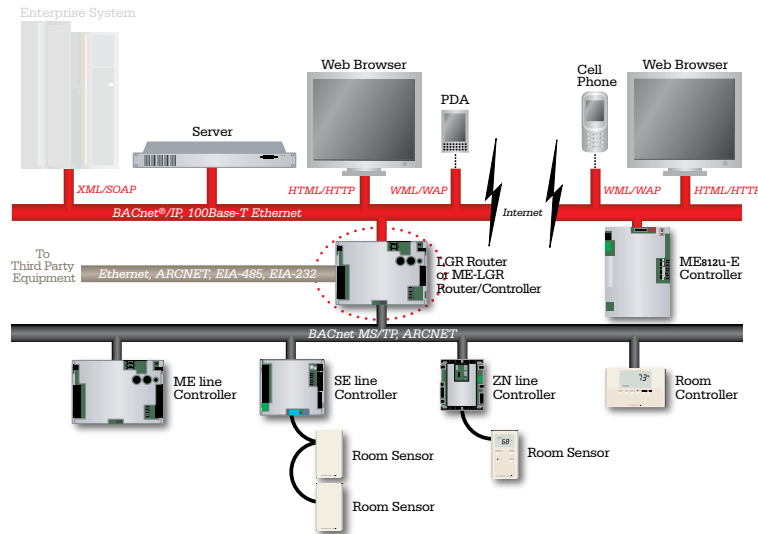 Enterprise System
Web Browser
Cell
Phone
Web Browser
PDA
Server
XML/SOAP
HTML/HTTP
WML/WAP
WML/WAP
HTML/HTTP
BACnet®/IP, 100Base-T Ethernet
Internet
To
Third Party
Equipment
Ethernet, ARCNET, EIA-485, EIA-232
LGR Router
or ME-LGR
Router/Controller
ME812u-E
Controller
BACnet MS/TP, ARCNET
ME line
Controller
SE line
Controller
ZN line
Controller
73
Room
Controller
Room Sensor
68
Room Sensor
Room Sensor